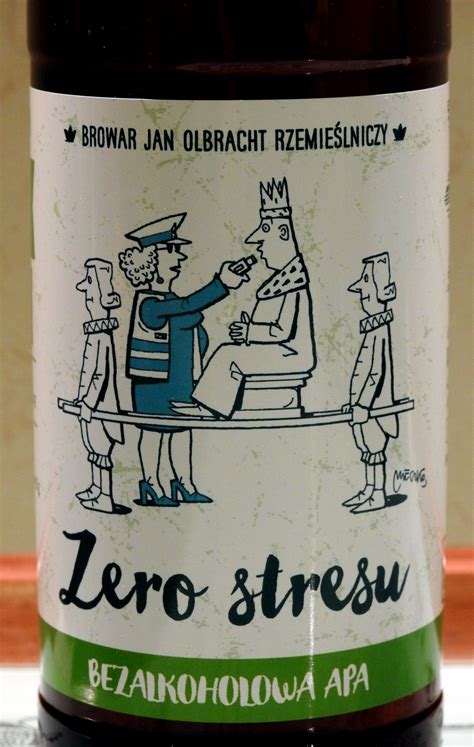 BROWAR JAN OLBRACHT RZEMIEŚLNICZY
Zero stresu
BEZALKOHOLOWA APA